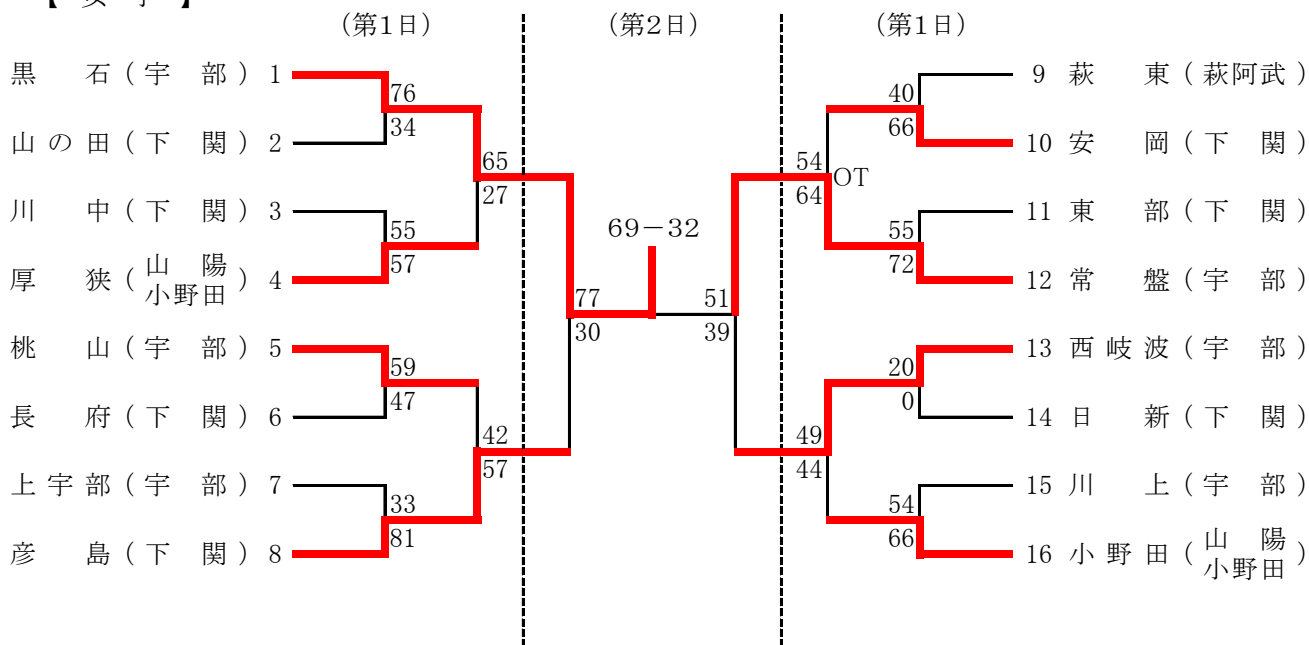 【 女 子 】
(第1日) (第2日) (第1日)
黒 石 ( 宇 部 ) 1
76
34
山 の 田 ( 下 関 ) 2
65
27
川 中 ( 下 関 ) 3
55
57
厚 狭 ( 山 陽 小野田 ) 4
77
30
桃 山 ( 宇 部 ) 5
59
47
長 府 ( 下 関 ) 6
42
57
上 宇 部 ( 宇 部 ) 7
33
81
彦 島 ( 下 関 ) 8
69-32
51
39
9 萩 東 ( 萩阿武 )
40
66
10 安 岡 ( 下 関 )
54
64
OT
11 東 部 ( 下 関 )
55
72
12 常 盤 ( 宇 部 )
13 西 岐 波 ( 宇 部 )
20
0
14 日 新 ( 下 関 )
49
44
15 川 上 ( 宇 部 )
54
66
16 小 野 田 ( 山 陽 小野田 )